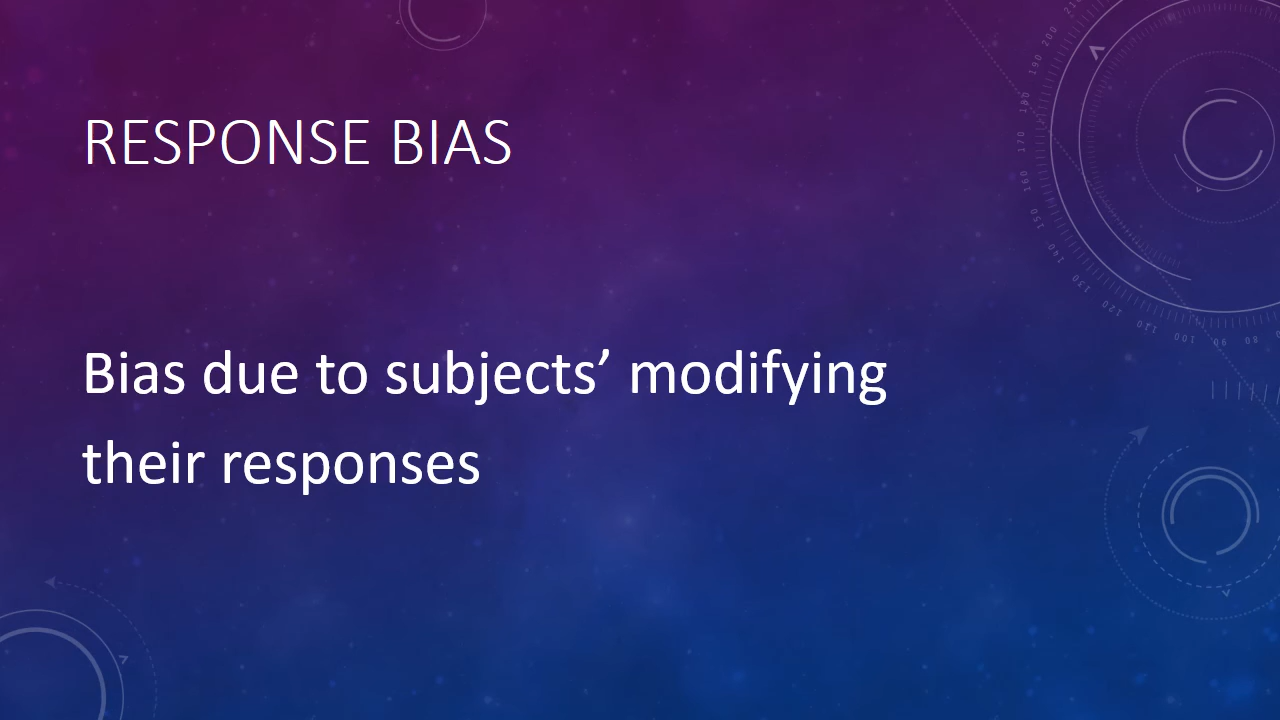 RESPONSE BIAS
Bias due to subjects’ modifying
their responses